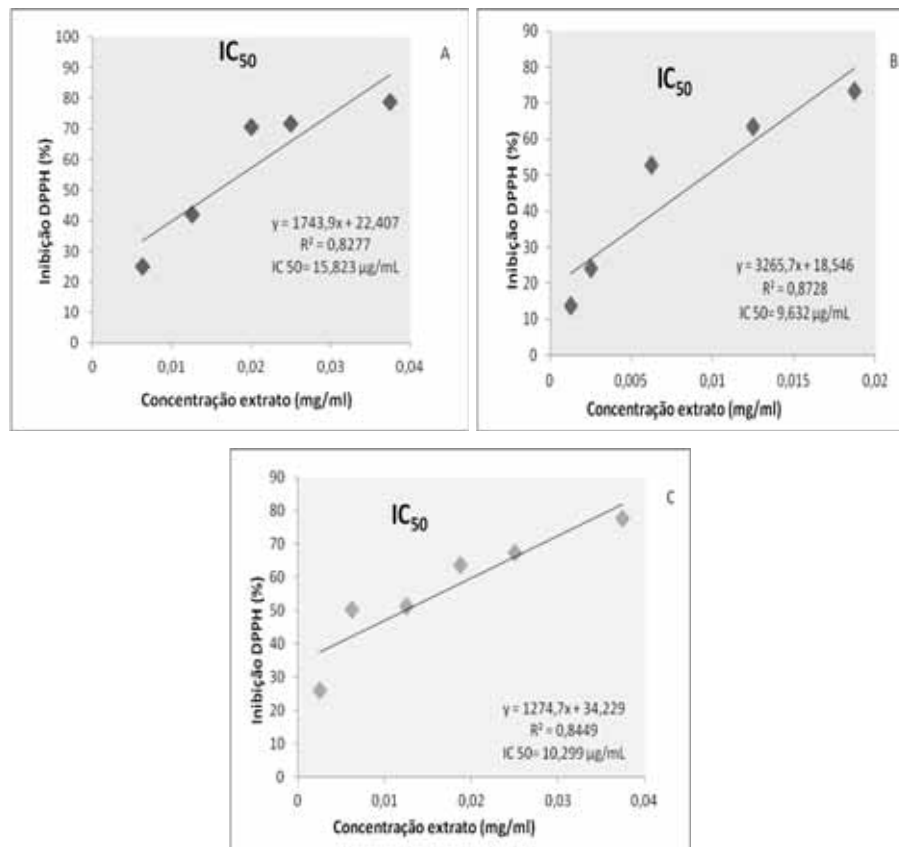 IC50
A
100
90
80
70
60
50
40
30
20
10
0
Inibição DPPH (%)
y = 1743,9x + 22,407
R² = 0,8277
IC 50= 15,823 µg/mL
0 0,01 0,02 0,03 0,04
Concentração extrato (mg/ml)
IC50
B
90
80
70
60
50
40
30
20
10
0
Inibição DPPH (%)
y = 3265,7x + 18,546
R² = 0,8728
IC 50= 9,632 µg/mL
0 0,005 0,01 0,015 0,02
Concentração extrato (mg/ml)
IC50
C
90
80
70
60
50
40
30
20
10
0
Inibição DPPH (%)
y = 1274,7x + 34,229
R² = 0,8449
IC 50= 10,299 µg/mL
0 0,01 0,02 0,03 0,04
Concentração extrato (mg/ml)